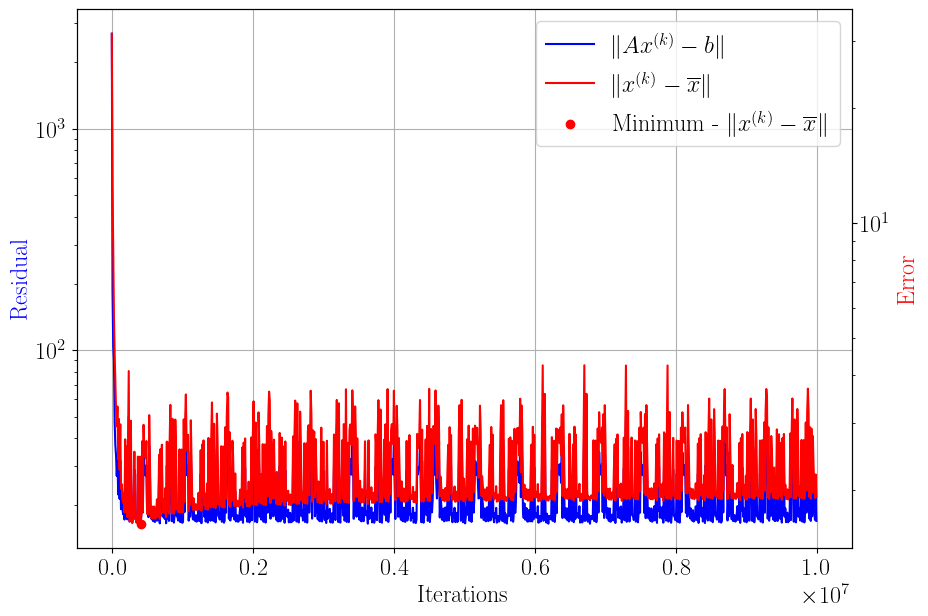 ‖Ax^{(k)} − b‖
‖x^{(k)} − x̅‖
Minimum - ‖x^{(k)} − x̅‖
10^3
10^2
10^1
Residual
Error
0.0 0.2 0.4 0.6 0.8 1.0
Iterations
×10^7